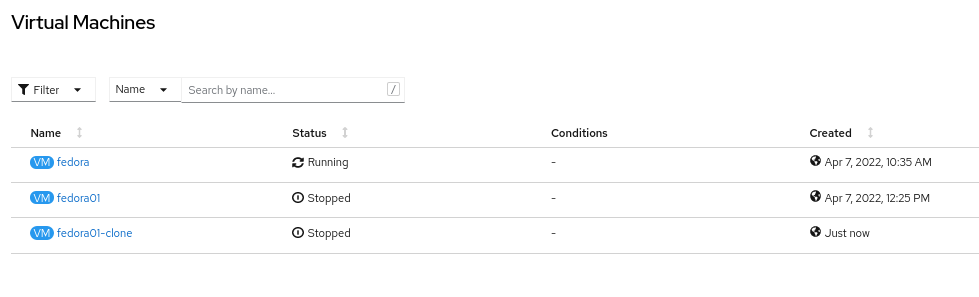 Virtual Machines
Filter Name Search by name... /
Name Status Conditions Created
VM fedora Running - Apr 7, 2022, 10:35 AM
VM fedora01 Stopped - Apr 7, 2022, 12:25 PM
VM fedora01-clone Stopped - Just now